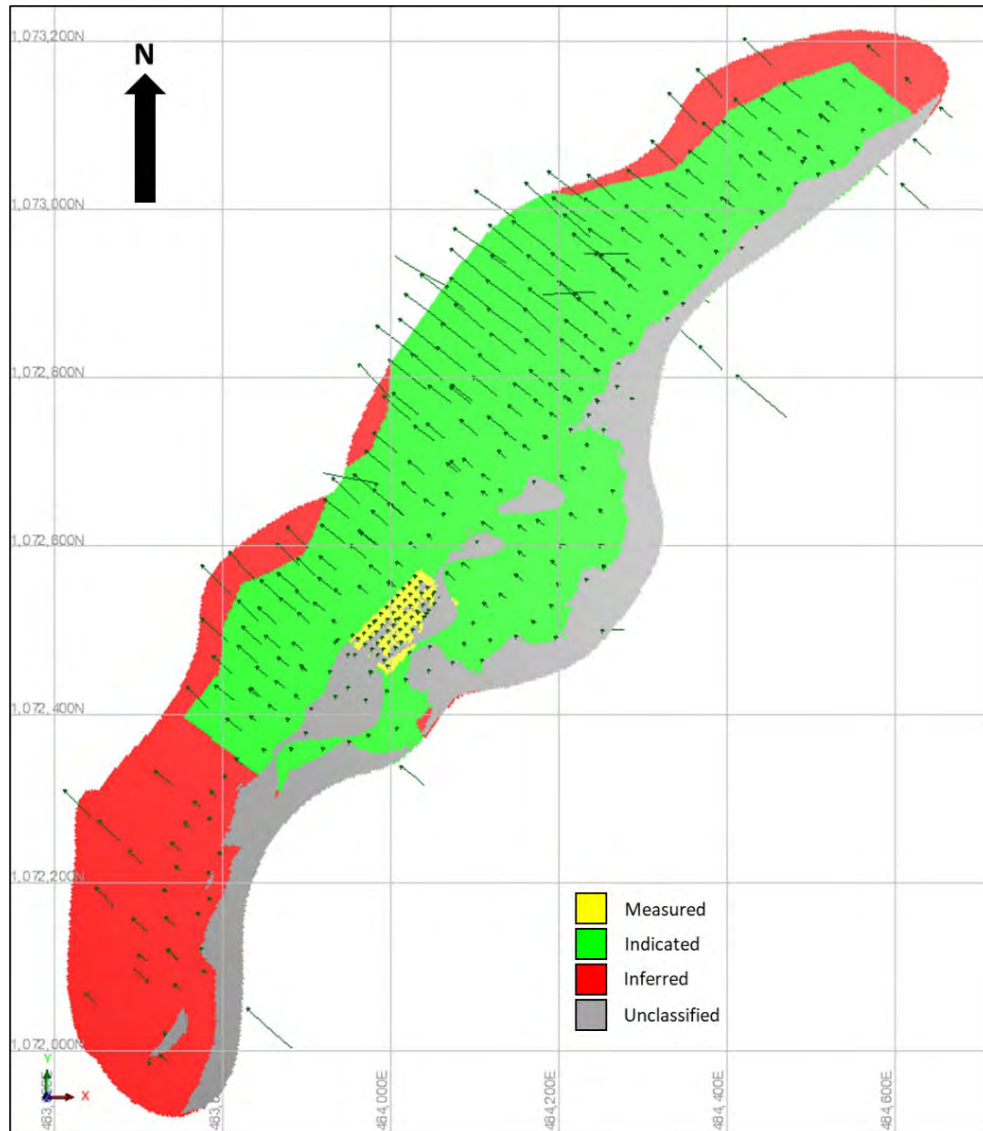 1,073,200N
N
1,073,000N
1,072,800N
1,072,600N
1,072,400N
1,072,200N
Measured
Indicated
Inferred
Unclassified
1,072,000N
Y
X
484,000E
484,200E
484,400E
484,600E